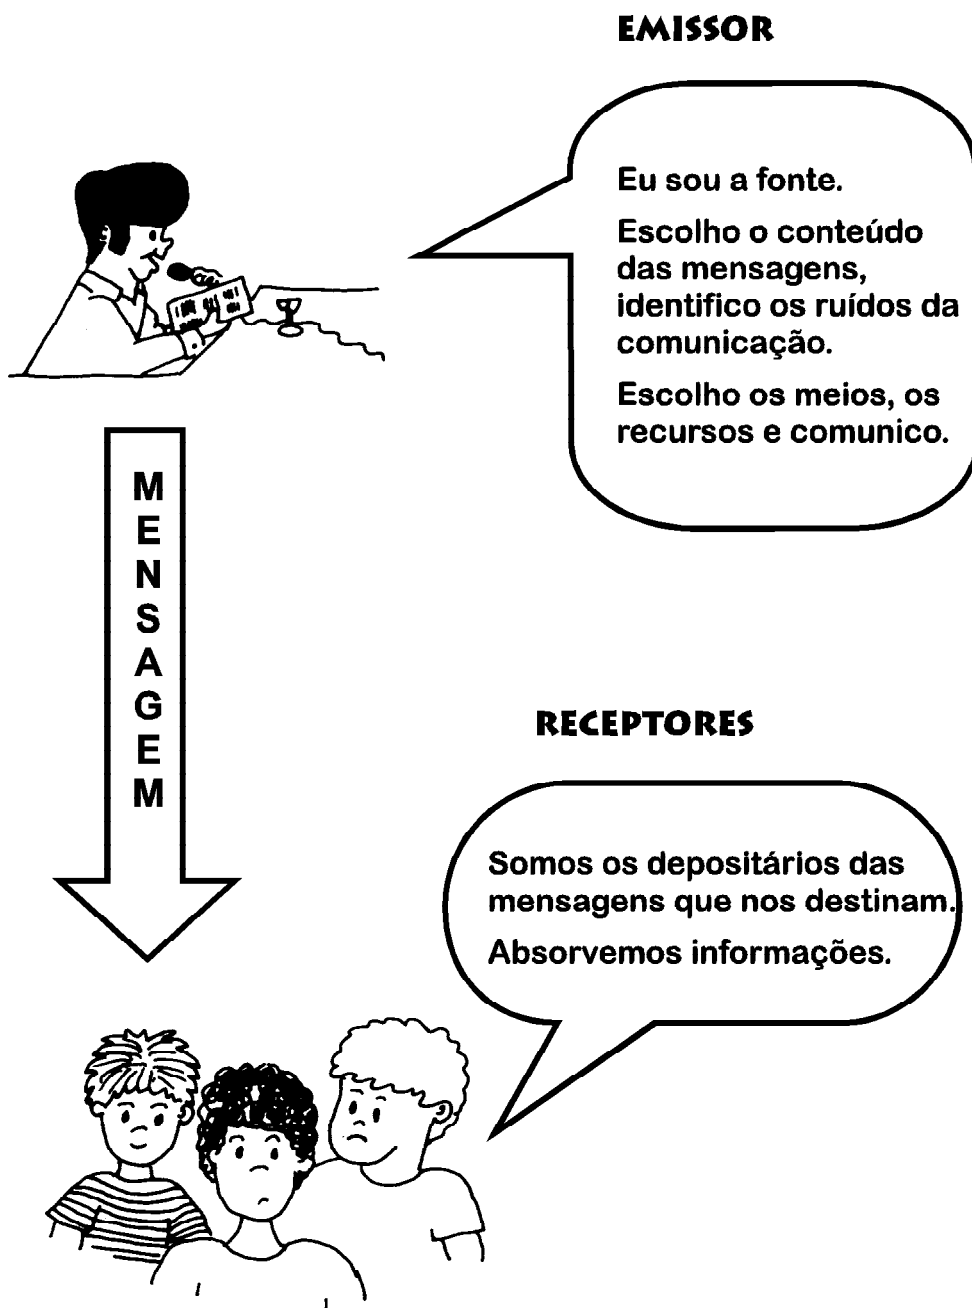 EMISSOR
Eu sou a fonte.
Escolho o conteúdo
das mensagens,
identifico os ruídos da
comunicação.
Escolho os meios, os
recursos e comunico.
MENSAGEM
RECEPTORES
Somos os depositários das
mensagens que nos destinam.
Absorvemos informações.